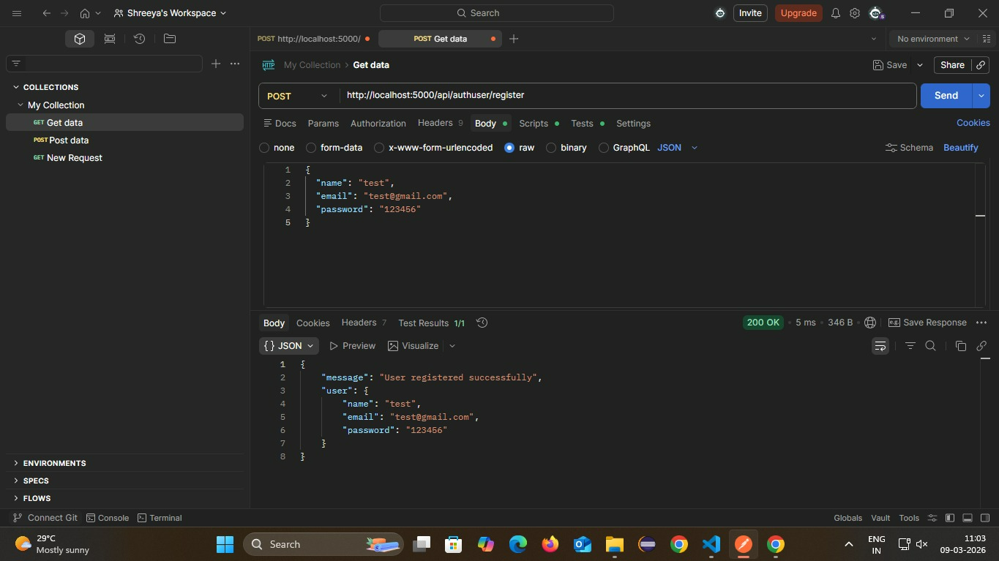 Shreeya's Workspace
Search
Invite
Upgrade
POST http://localhost:5000/
POST Get data
No environment
COLLECTIONS
My Collection
GET Get data
POST Post data
GET New Request
ENVIRONMENTS
SPECS
FLOWS
HTTP My Collection > Get data
Save
Share
POST
http://localhost:5000/api/authuser/register
Send
Docs Params Authorization Headers 9 Body Scripts Tests Settings
Cookies
none form-data x-www-form-urlencoded raw binary GraphQL JSON
Schema Beautify
1 {
2 "name": "test",
3 "email": "test@gmail.com",
4 "password": "123456"
5 }
Body Cookies Headers 7 Test Results 1/1
200 OK • 5 ms • 346 B
e.g. Save Response
{} JSON Preview Visualize
1 {
2 "message": "User registered successfully",
3 "user": {
4 "name": "test",
5 "email": "test@gmail.com",
6 "password": "123456"
7 }
8 }
Connect Git Console Terminal
Globals Vault Tools
29°C
Mostly sunny
Search
ENG
IN
11:03
09-03-2026